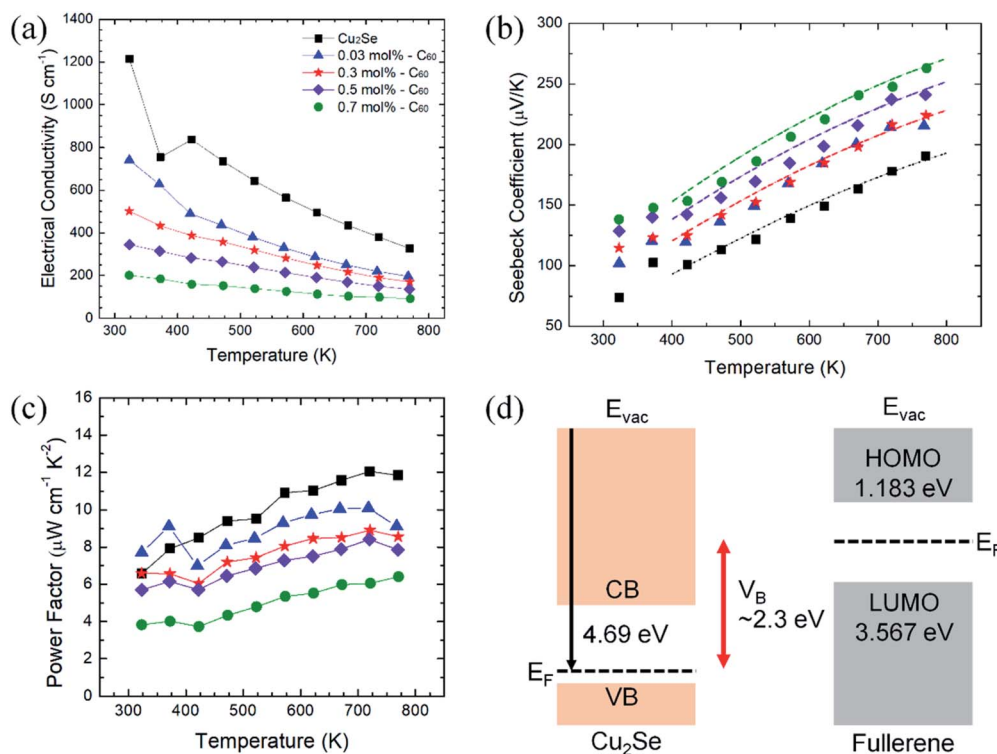 (a)
Electrical Conductivity (S cm⁻¹)
1400
1200
1000
800
600
400
200
0
300 400 500 600 700 800
Temperature (K)
Cu₂Se
0.03 mol% - C₆₀
0.3 mol% - C₆₀
0.5 mol% - C₆₀
0.7 mol% - C₆₀
(b)
Seebeck Coefficient (μV/K)
300
250
200
150
100
50
300 400 500 600 700 800
Temperature (K)
(c)
Power Factor (μW cm⁻¹ K⁻²)
16
14
12
10
8
6
4
2
0
300 400 500 600 700 800
Temperature (K)
(d)
E_vac
CB
4.69 eV
E_F
VB
Cu₂Se
V_B
~2.3 eV
E_vac
HOMO
1.183 eV
E_F
LUMO
3.567 eV
Fullerene